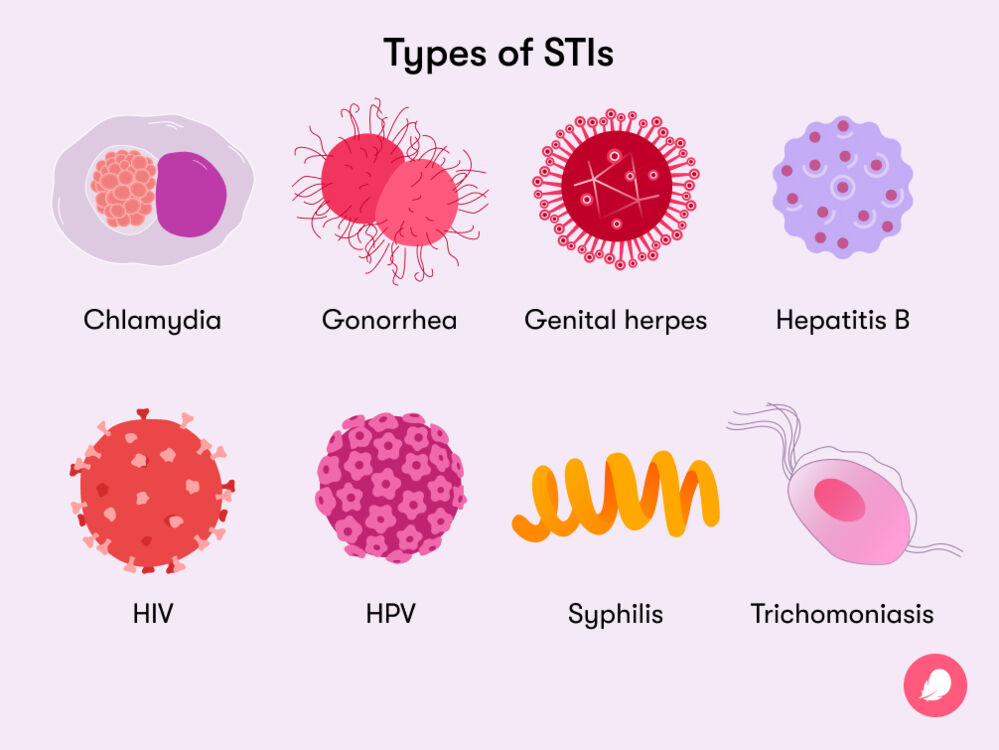 Types of STIs
Chlamydia
Gonorrhea
Genital herpes
Hepatitis B
HIV
HPV
Syphilis
Trichomoniasis